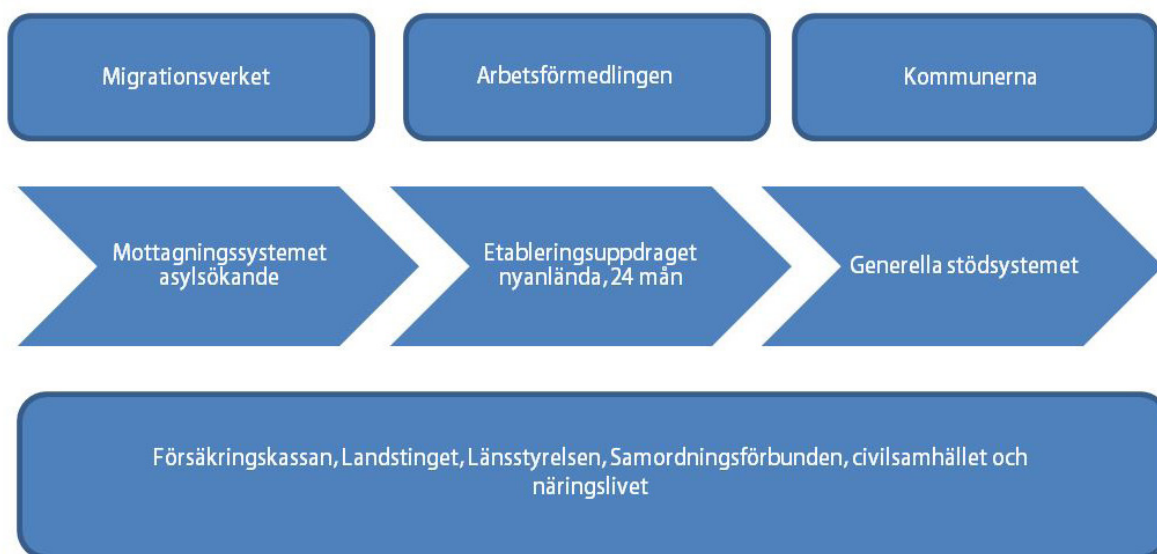 Migrationsverket
Arbetsförmedlingen
Kommunerna
Mottagningssystemet
asylsökande
Etableringsuppdraget
nyanlända, 24 mån
Generella stödsystemet
Försäkringskassan, Landstinget, Länsstyrelsen, Samordningsförbunden, civilsamhället och
näringslivet